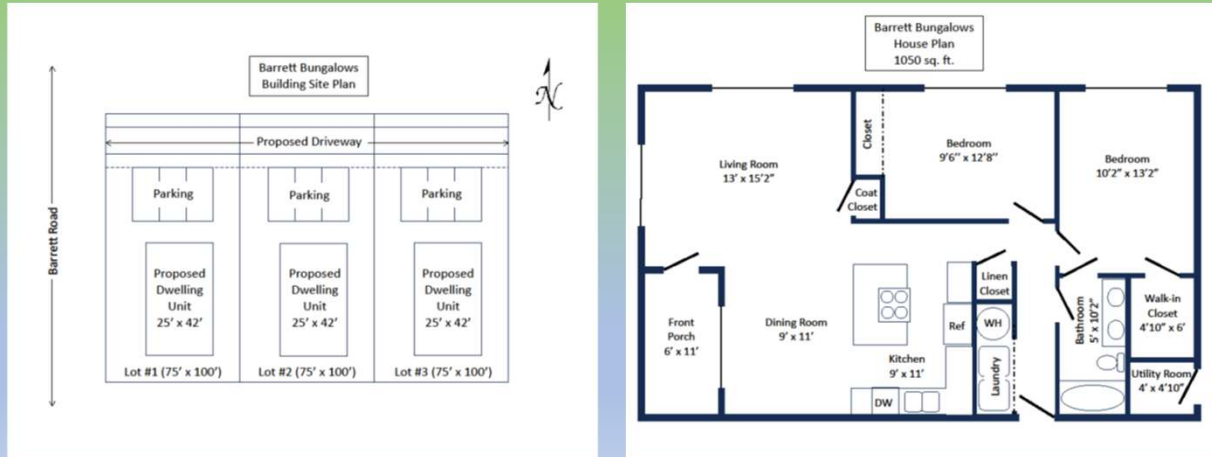 Barrett Bungalows
Building Site Plan
N
Proposed Driveway
Parking
Parking
Parking
Barrett Road
Proposed
Dwelling
Unit
25' x 42'
Proposed
Dwelling
Unit
25' x 42'
Proposed
Dwelling
Unit
25' x 42'
Lot #1 (75' x 100')
Lot #2 (75' x 100')
Lot #3 (75' x 100')
Barrett Bungalows
House Plan
1050 sq. ft.
Living Room
13' x 15'2"
Closet
Bedroom
9'6" x 12'8"
Bedroom
10'2" x 13'2"
Coat
Closet
Linen
Closet
Front
Porch
6' x 11'
Dining Room
9' x 11'
Ref
WH
Bathroom
5' x 10'2"
Walk-in
Closet
4'10" x 6'
Kitchen
9' x 11'
Laundry
Utility Room
4' x 4'10"
DW